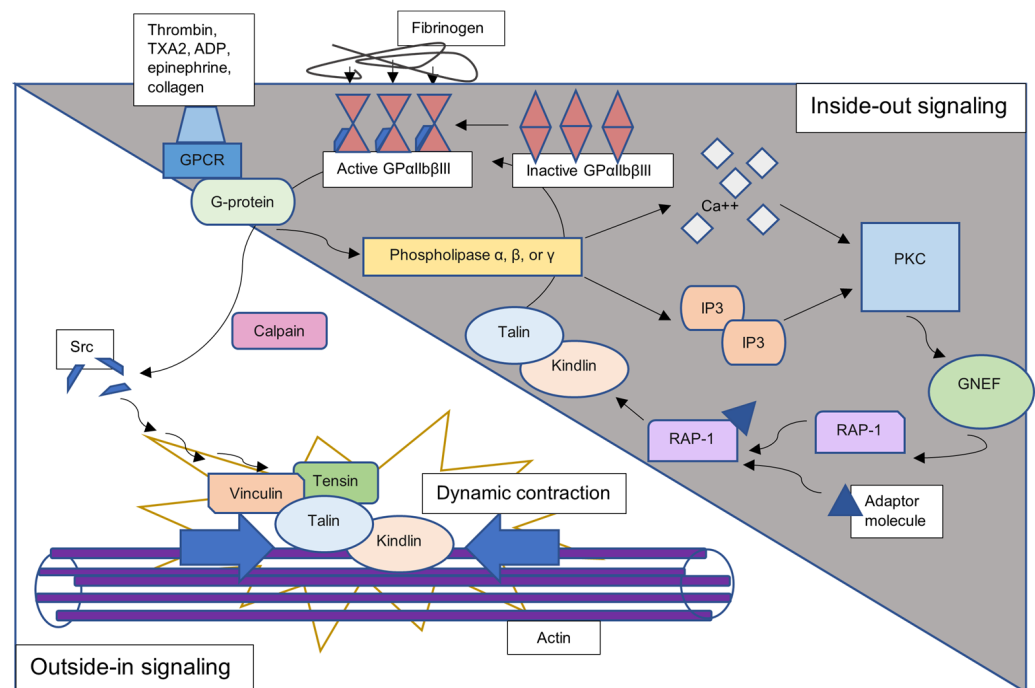 Thrombin,
TXA2, ADP,
epinephrine,
collagen
Fibrinogen
Inside-out signaling
GPCR
G-protein
Active GPαIIbβIII
Inactive GPαIIbβIII
Ca++
Phospholipase α, β, or γ
PKC
IP3
IP3
Talin
Kindlin
Calpain
Src
GNEF
RAP-1
RAP-1
Adaptor
molecule
Vinculin
Tensin
Talin
Kindlin
Dynamic contraction
Actin
Outside-in signaling